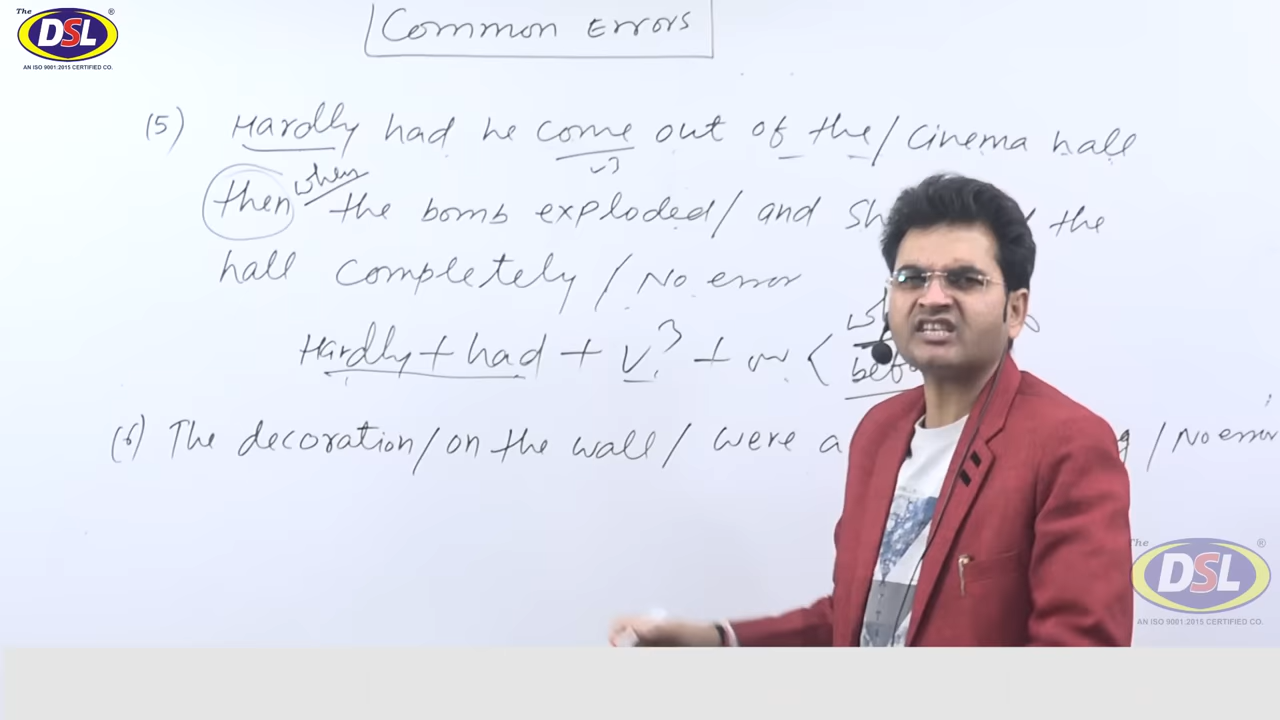 The DSL ®
AN ISO 9001:2015 CERTIFIED CO.
Common Errors
(5) Hardly had he come out of the / cinema hall
v3
when
then the bomb exploded / and the
hall completely / No error
Hardly + had + V3 + <
(6) The decoration / on the wall / were / No error
The DSL ®
AN ISO 9001:2015 CERTIFIED CO.